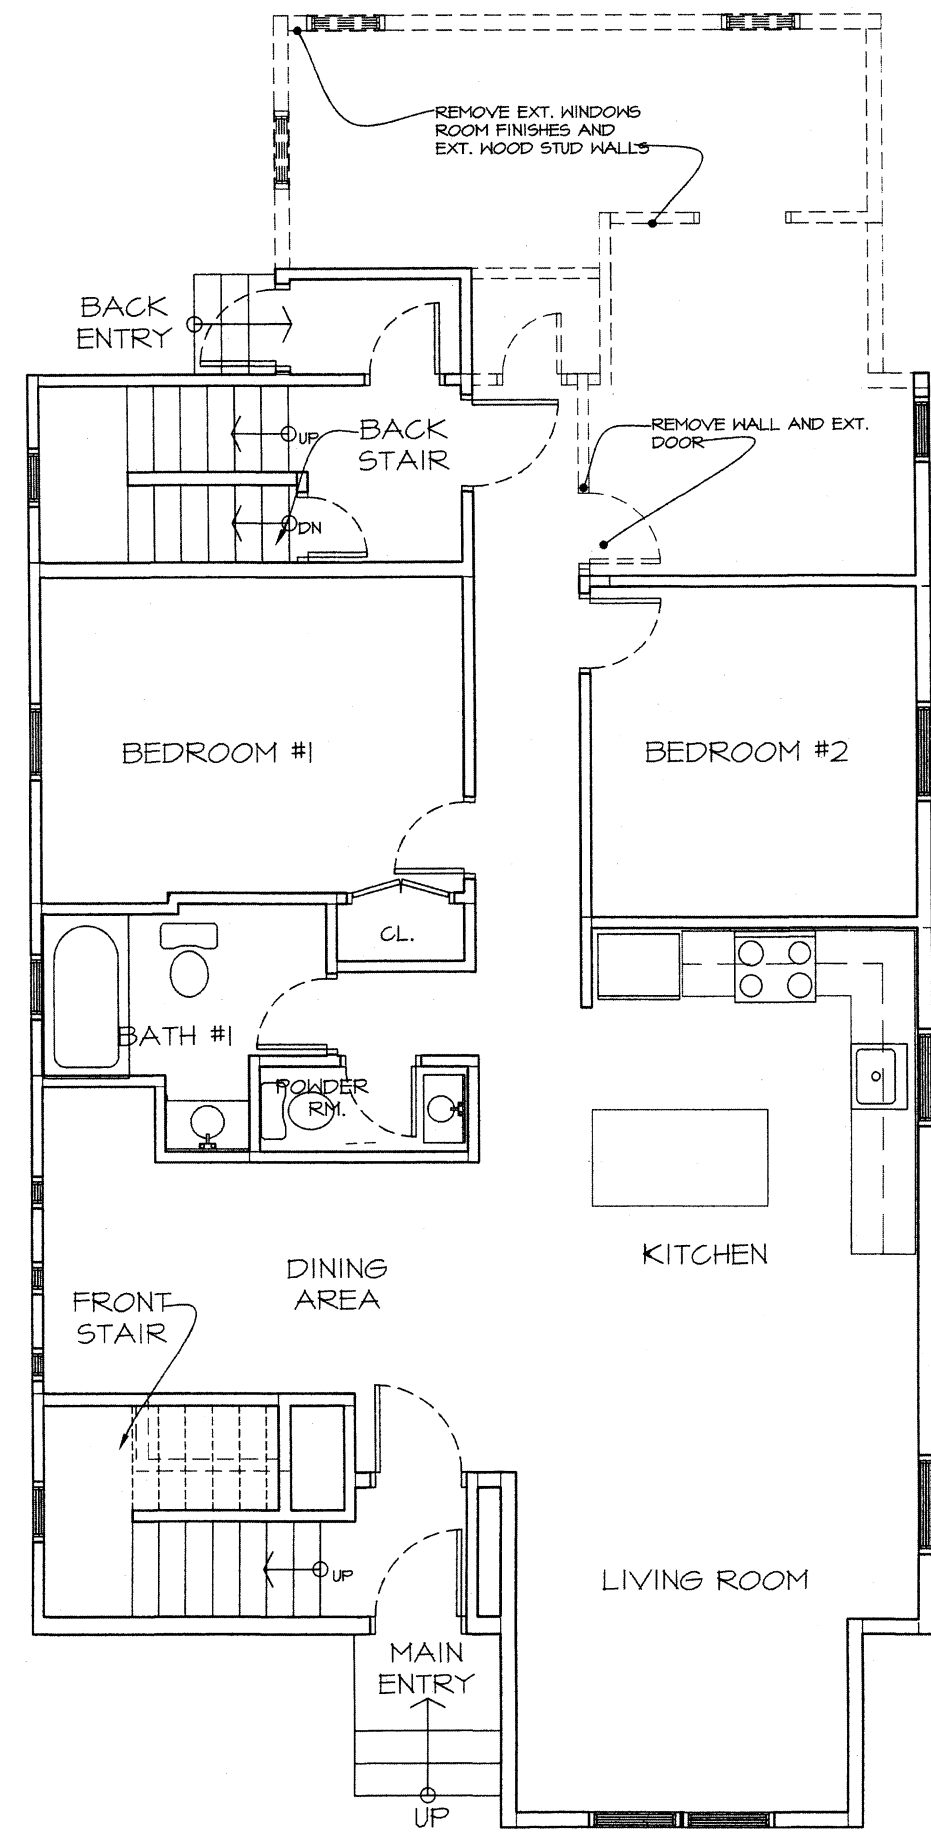 REMOVE EXT. WINDOWS
ROOM FINISHES AND
EXT. WOOD STUD WALLS
BACK
ENTRY
REMOVE WALL AND EXT.
DOOR
UP
BACK
STAIR
DN
BEDROOM #1
BEDROOM #2
CL.
BATH #1
POWDER
RM.
KITCHEN
DINING
AREA
FRONT
STAIR
UP
LIVING ROOM
MAIN
ENTRY
UP